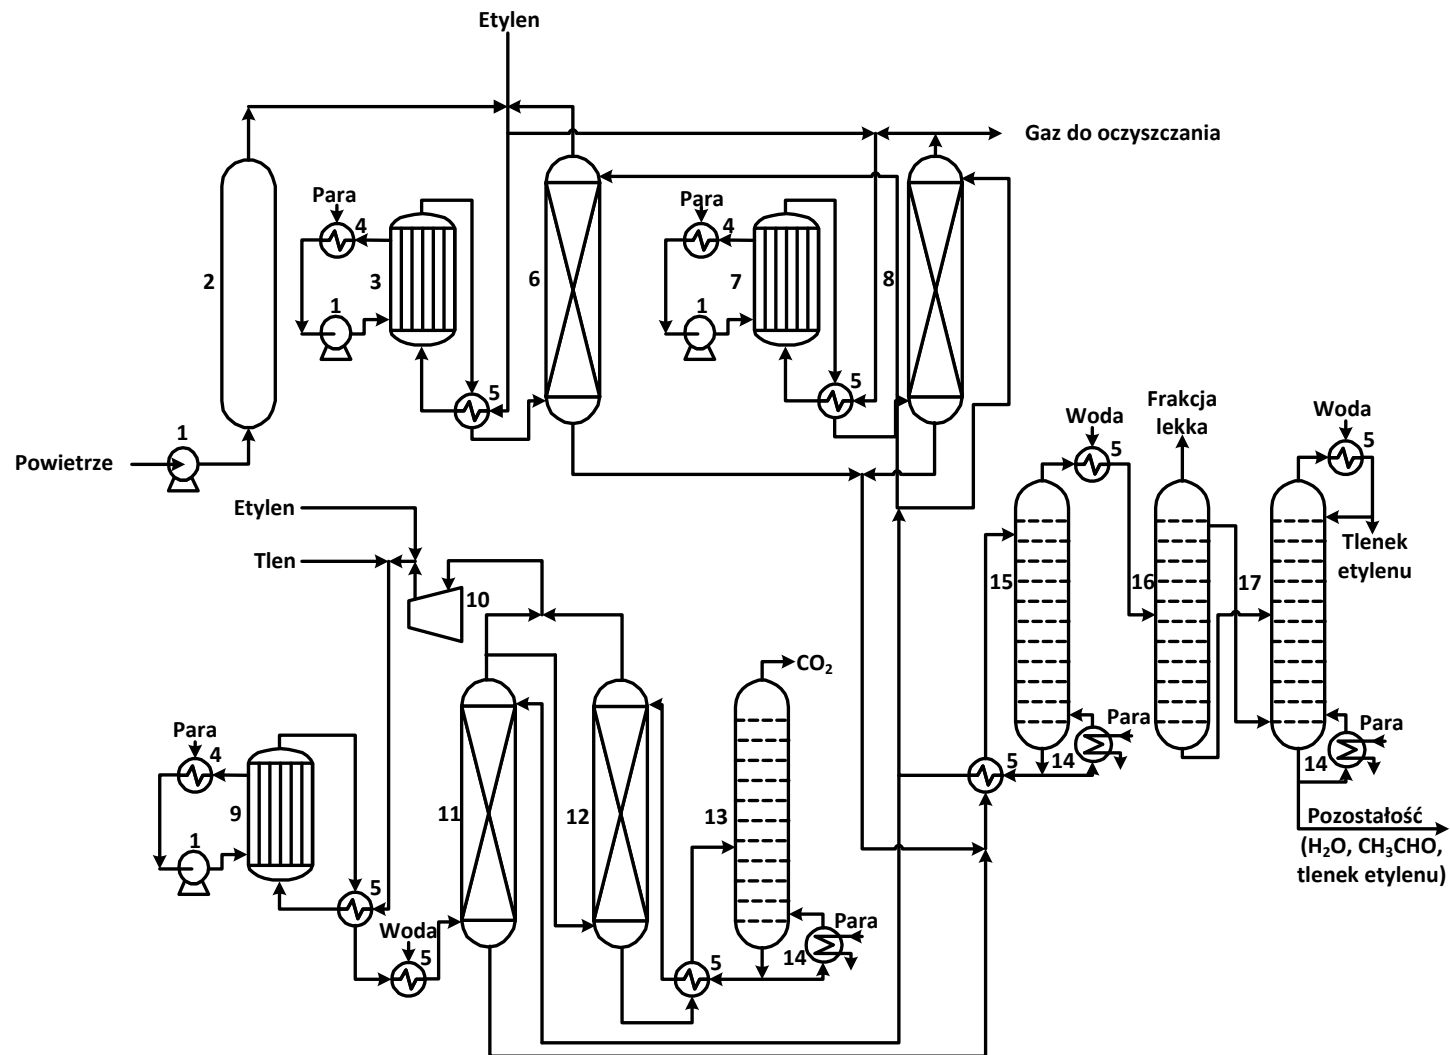 Etylen
Gaz do oczyszczania
Para
4
2
3
1
5
6
Para
4
7
1
5
8
Powietrze
1
Frakcja
lekka
Woda
5
Woda
5
Etylen
Tlen
10
15
16
17
Tlenek
etylenu
CO₂
Para
14
5
Para
14
Para
4
9
1
5
Woda
5
11
12
13
5
Para
14
Pozostałość
(H₂O, CH₃CHO,
tlenek etylenu)